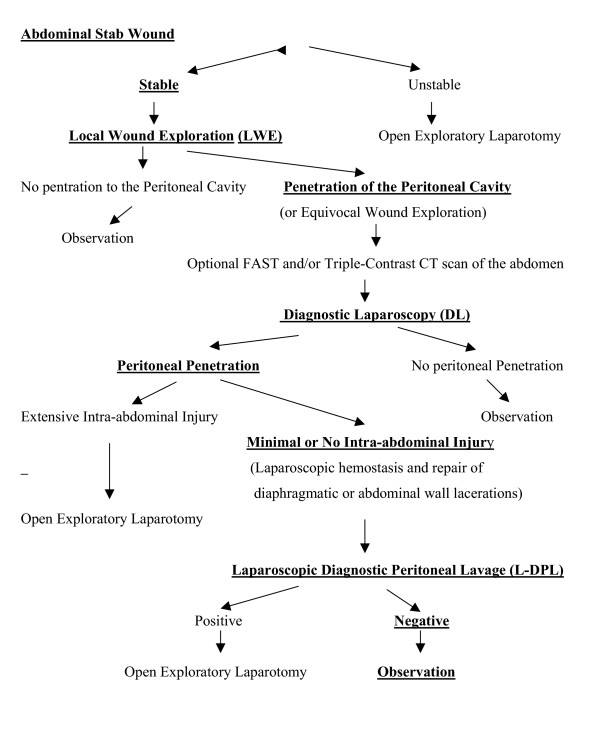 Abdominal Stab Wound
Stable
Unstable
Local Wound Exploration (LWE)
Open Exploratory Laparotomy
No pentration to the Peritoneal Cavity
Penetration of the Peritoneal Cavity
(or Equivocal Wound Exploration)
Observation
Optional FAST and/or Triple-Contrast CT scan of the abdomen
Diagnostic Laparoscopy (DL)
Peritoneal Penetration
No peritoneal Penetration
Extensive Intra-abdominal Injury
Observation
Minimal or No Intra-abdominal Injury
(Laparoscopic hemostasis and repair of
diaphragmatic or abdominal wall lacerations)
Open Exploratory Laparotomy
Laparoscopic Diagnostic Peritoneal Lavage (L-DPL)
Positive
Negative
Open Exploratory Laparotomy
Observation